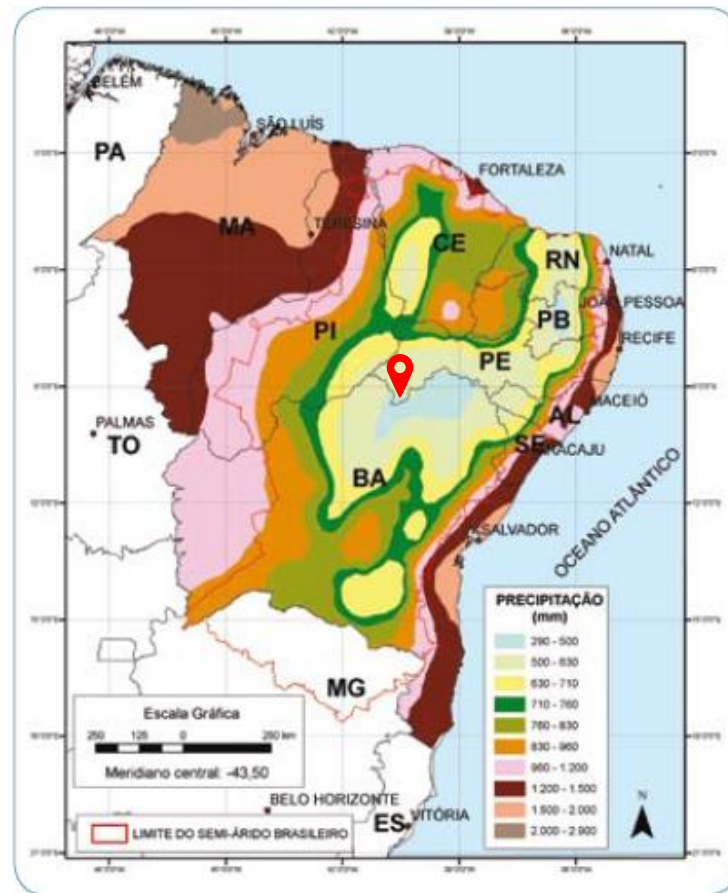 BELÉM
SÃO LUÍS
PA
FORTALEZA
MA
TERESINA
CE
RN
NATAL
JOÃO PESSOA
PI
PB
RECIFE
PE
MACEIÓ
PALMAS
AL
TO
SE
ARACAJU
BA
SALVADOR
OCEANO ATLÂNTICO
PRECIPITAÇÃO
(mm)
290 - 500
500 - 630
630 - 710
710 - 760
760 - 830
830 - 960
960 - 1.200
1.200 - 1.500
1.500 - 2.000
2.000 - 2.900
MG
Escala Gráfica
250 125 0 250 km
Meridiano central: -43,50
N
BELO HORIZONTE
ES
VITÓRIA
LIMITE DO SEMI-ÁRIDO BRASILEIRO